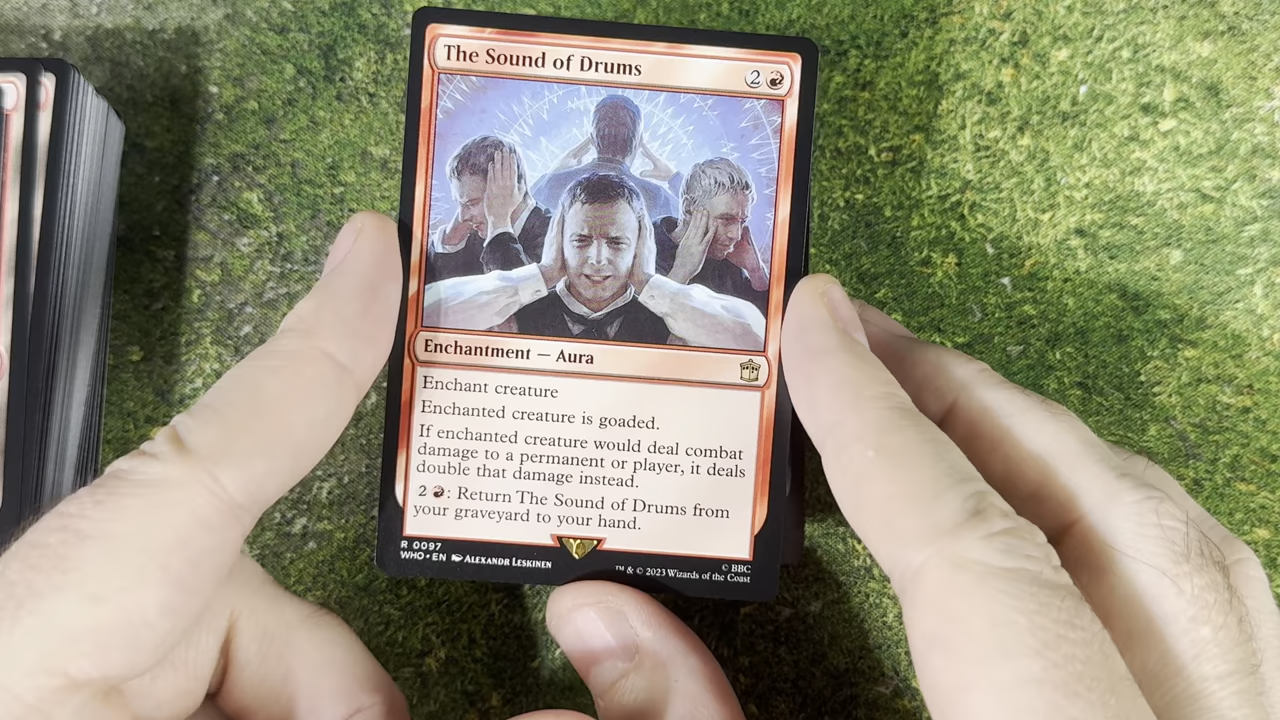 The Sound of Drums
2
Enchantment — Aura
Enchant creature
Enchanted creature is goaded.
If enchanted creature would deal combat
damage to a permanent or player, it deals
double that damage instead.
2 : Return The Sound of Drums from
your graveyard to your hand.
R 0097
WHO • EN ALEXANDR LESKINEN
© BBC
™ & © 2023 Wizards of the Coast